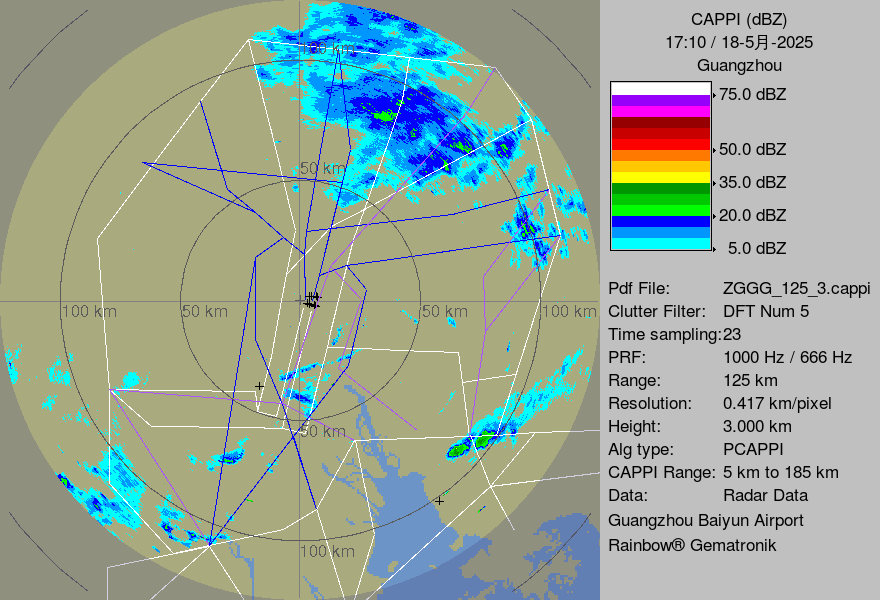 CAPPI (dBZ)
17:10 / 18-5月-2025
Guangzhou
75.0 dBZ
50.0 dBZ
35.0 dBZ
20.0 dBZ
5.0 dBZ
Pdf File: ZGGG_125_3.cappi
Clutter Filter: DFT Num 5
Time sampling:23
PRF: 1000 Hz / 666 Hz
Range: 125 km
Resolution: 0.417 km/pixel
Height: 3.000 km
Alg type: PCAPPI
CAPPI Range: 5 km to 185 km
Data: Radar Data
Guangzhou Baiyun Airport
Rainbow® Gematronik
100 km
50 km
100 km
50 km
50 km
100 km
50 km
100 km